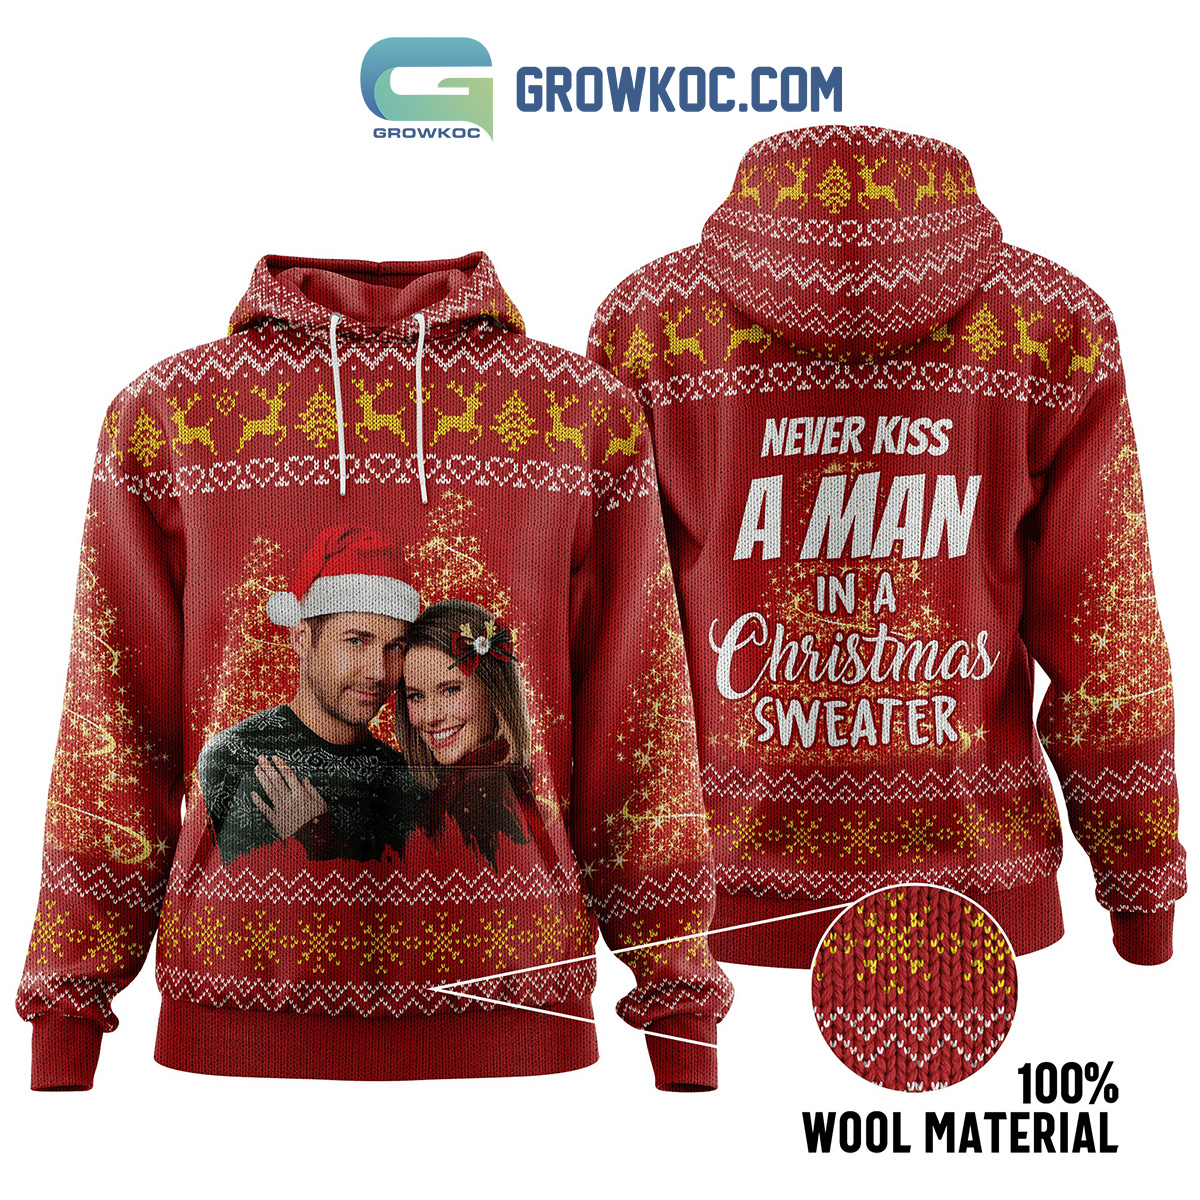 GROWKOC
GROWKOC.COM
NEVER KISS
A MAN
IN A
Christmas
SWEATER
100%
WOOL MATERIAL